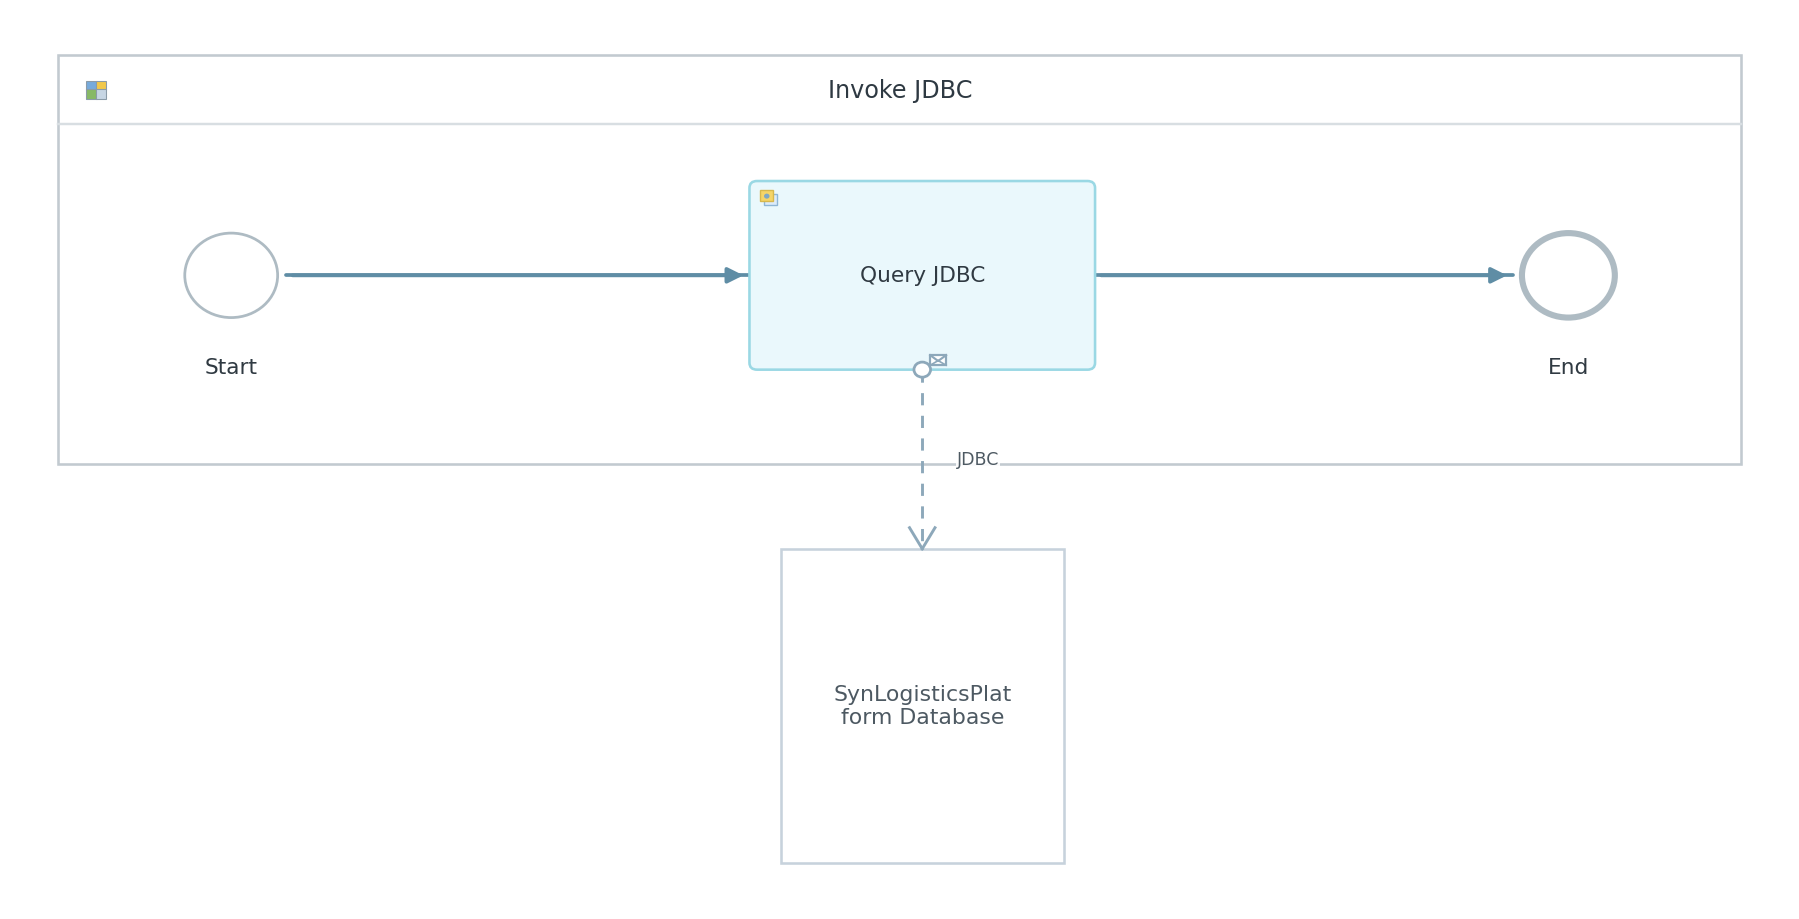 Invoke JDBC
Query JDBC
Start
End
JDBC
SynLogisticsPlat
form Database